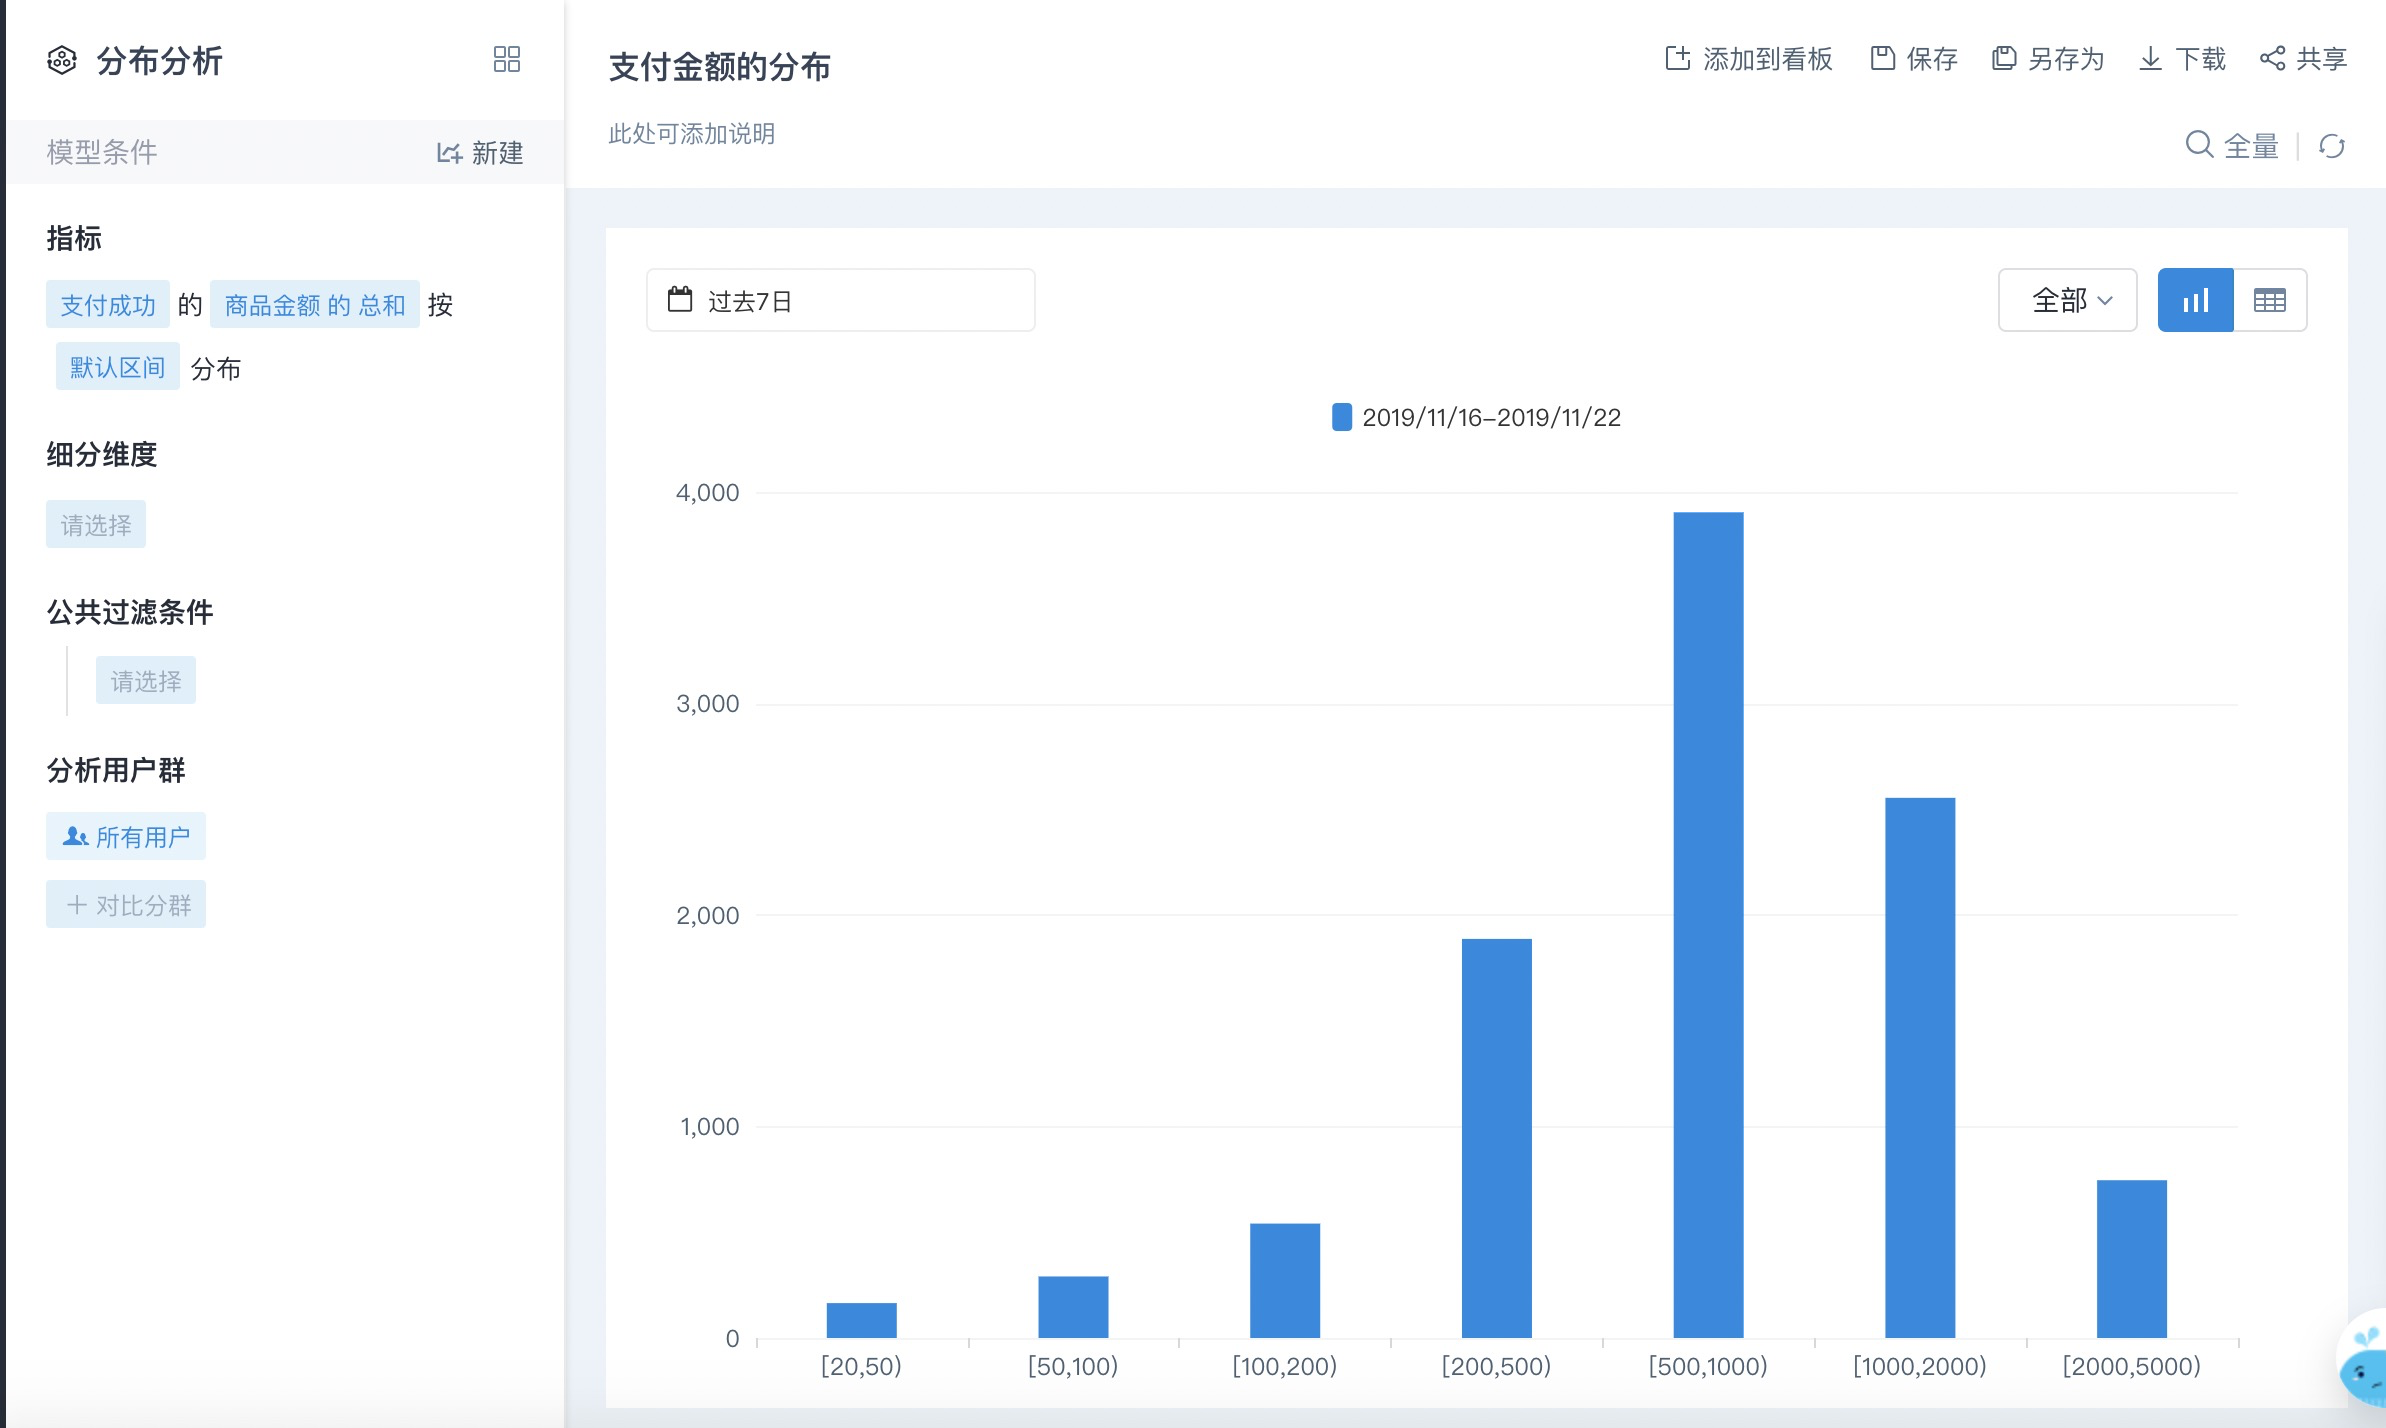 分布分析
模型条件 新建
指标
支付成功 的 商品金额 的 总和 按
默认区间 分布
细分维度
请选择
公共过滤条件
请选择
分析用户群
所有用户
+ 对比分群
支付金额的分布
添加到看板 保存 另存为 下载 共享
此处可添加说明
全量
过去7日
全部
2019/11/16-2019/11/22
4,000
3,000
2,000
1,000
0
[20,50) [50,100) [100,200) [200,500) [500,1000) [1000,2000) [2000,5000)